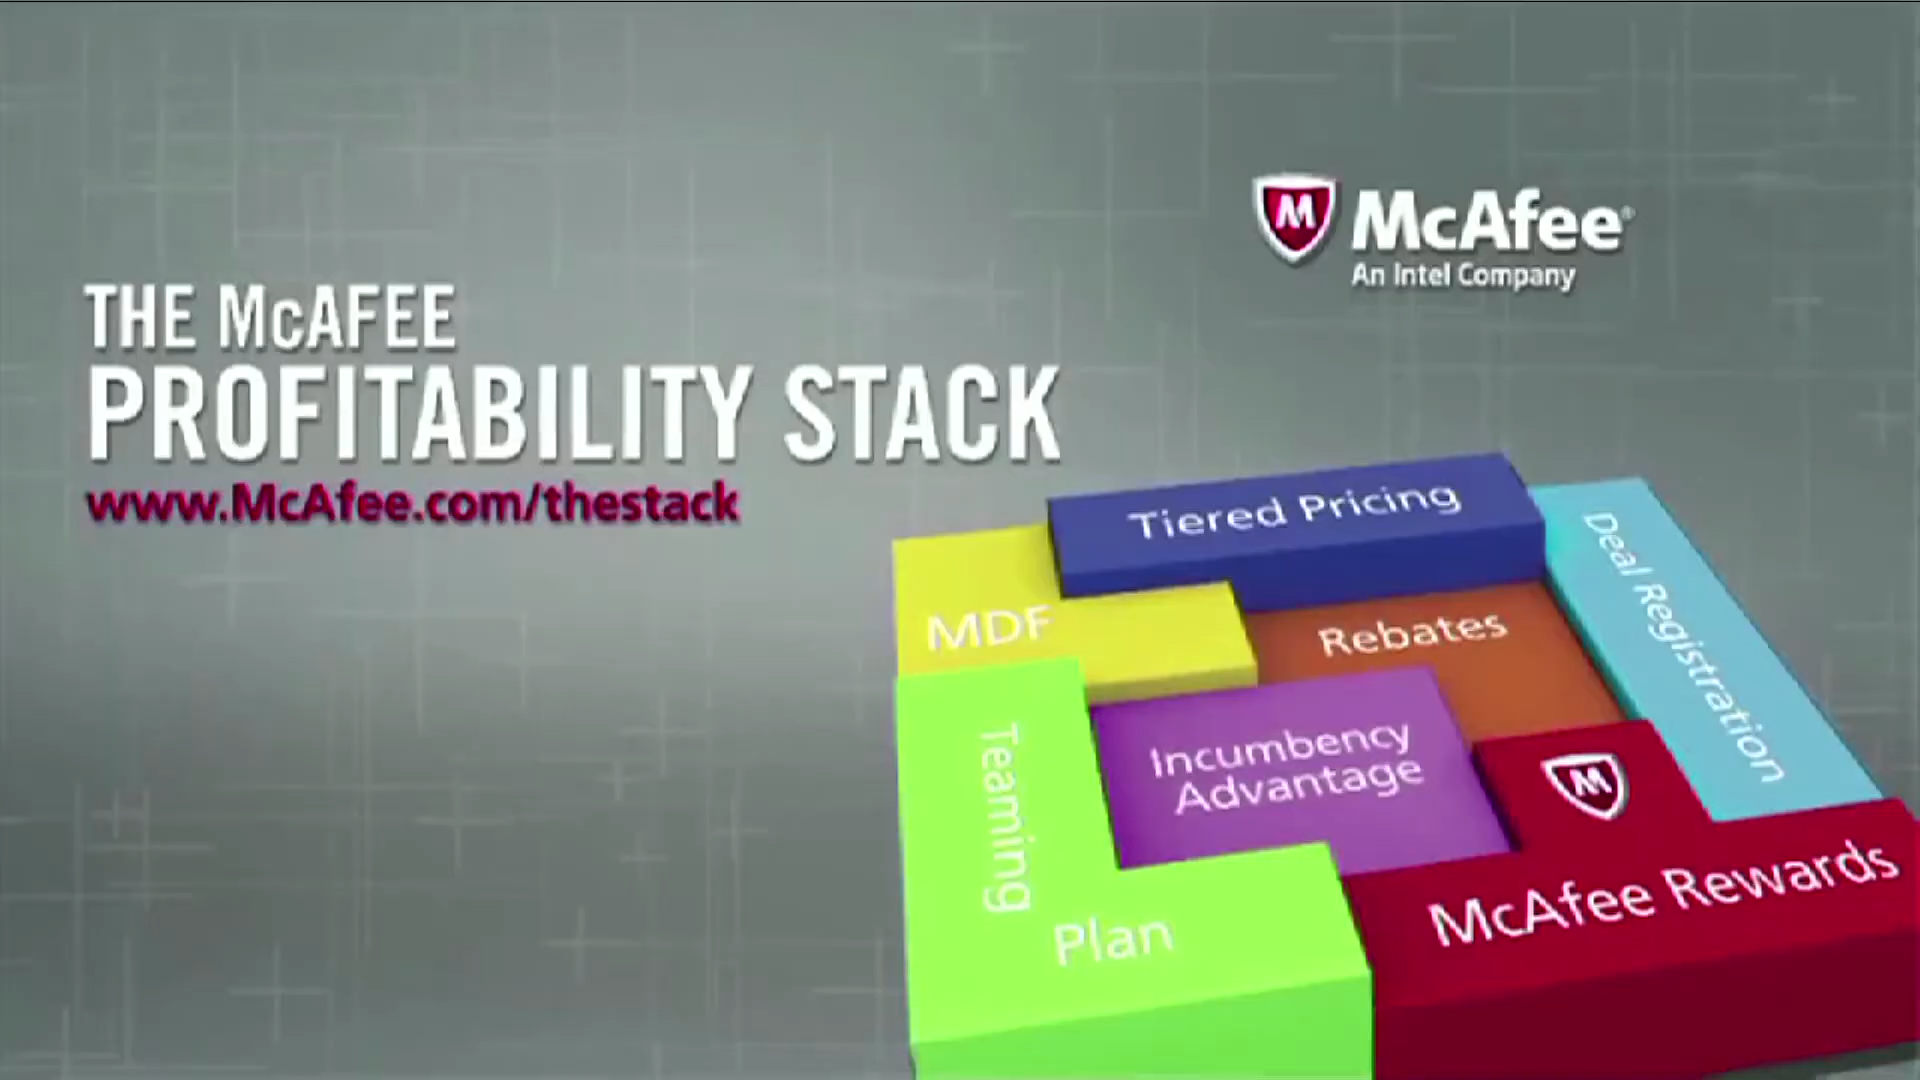 McAfee®
An Intel Company
THE McAFEE
PROFITABILITY STACK
www.McAfee.com/thestack
Tiered Pricing
Deal Registration
MDF
Rebates
Incumbency
Advantage
Teaming
Plan
M
McAfee Rewards